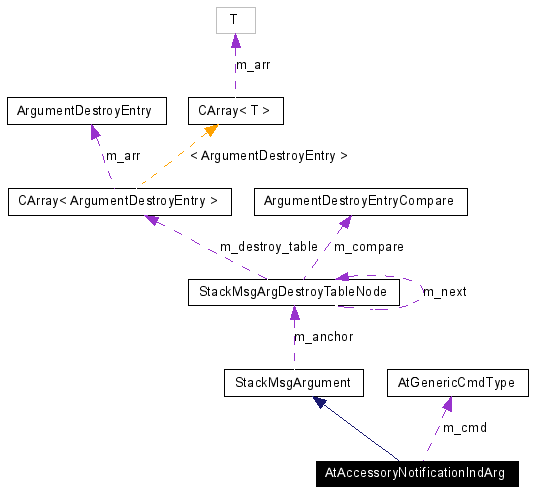 T
m_arr
ArgumentDestroyEntry
CArray< T >
m_arr
< ArgumentDestroyEntry >
CArray< ArgumentDestroyEntry >
ArgumentDestroyEntryCompare
m_destroy_table
m_compare
StackMsgArgDestroyTableNode
m_next
m_anchor
StackMsgArgument
AtGenericCmdType
m_cmd
AtAccessoryNotificationIndArg